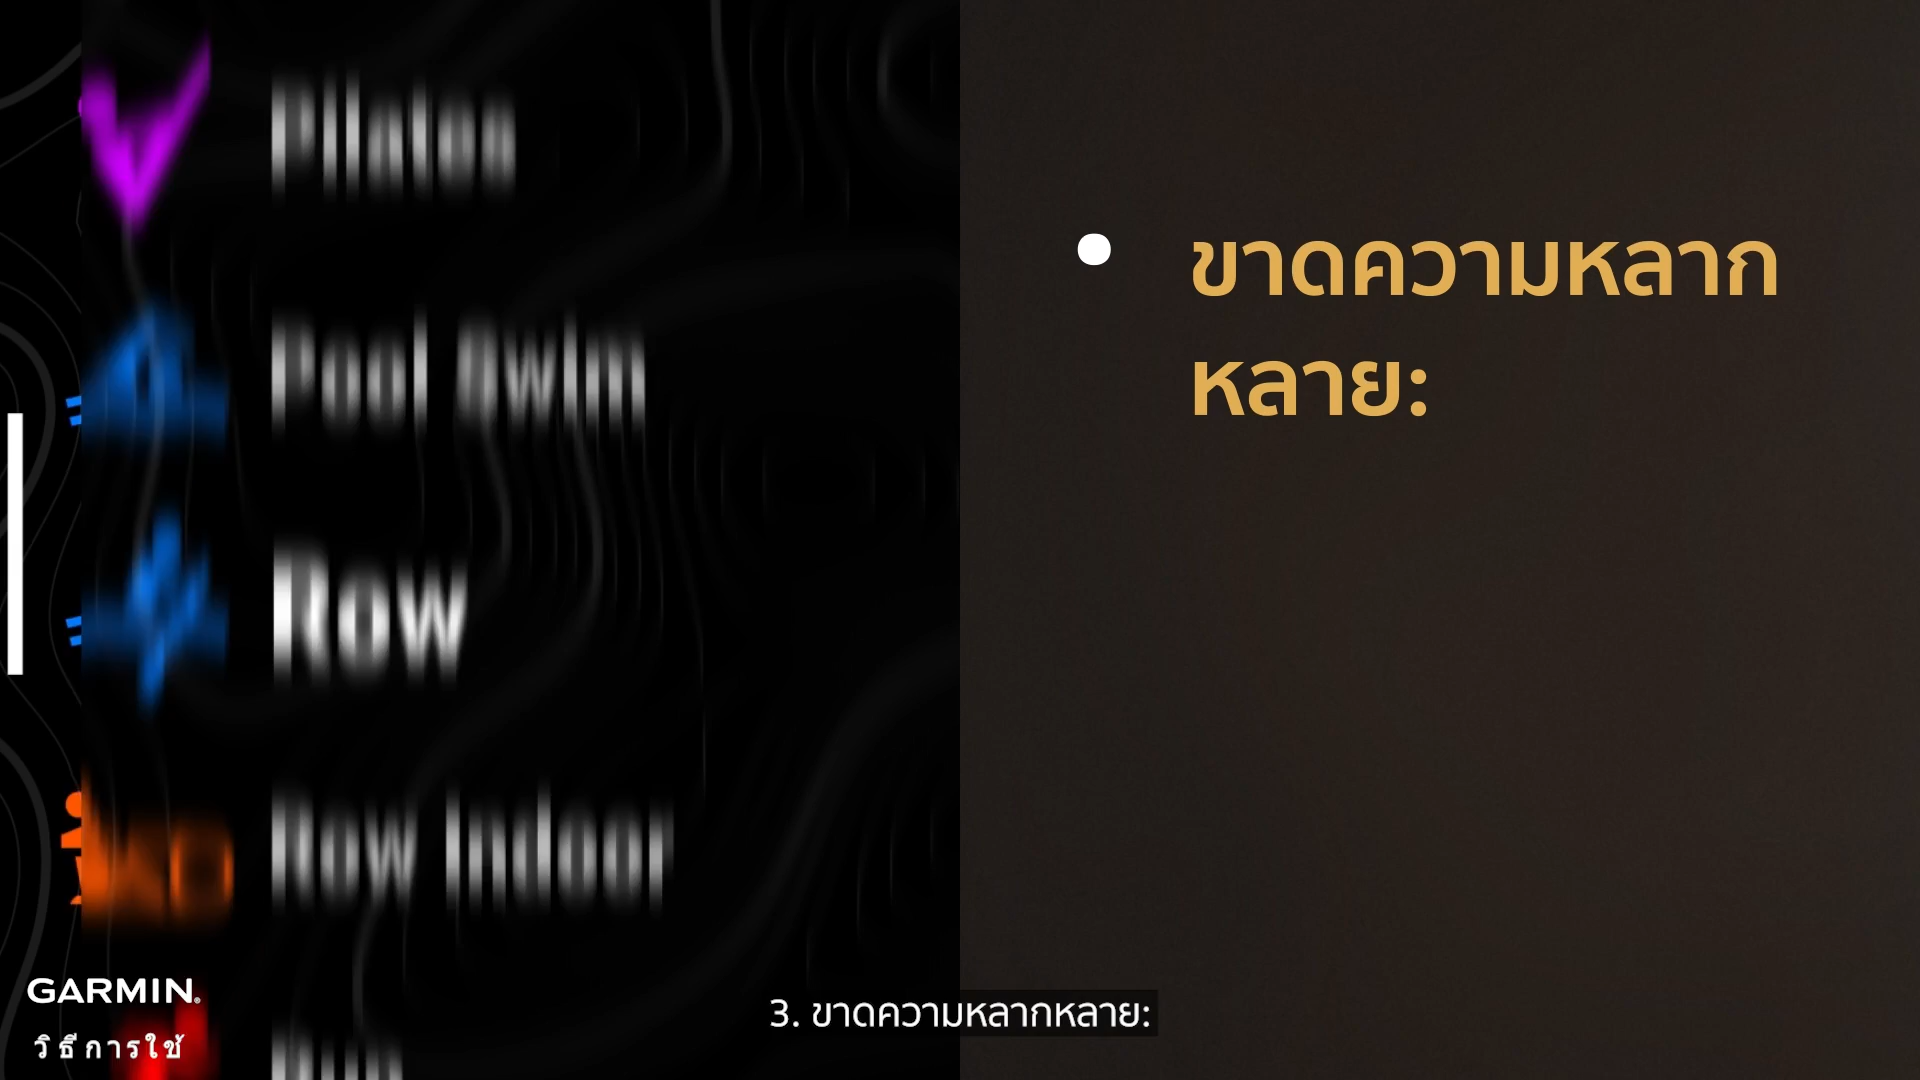 Pilates
Pool Swim
Row
Row Indoor
Run
GARMIN®
วิธีการใช้
ขาดความหลาก
หลาย:
3. ขาดความหลากหลาย: